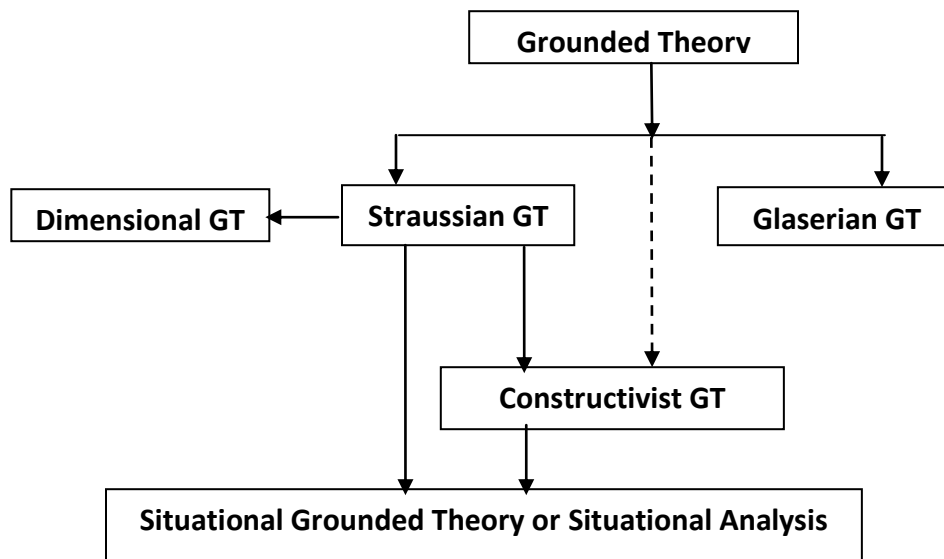 Grounded Theory
Dimensional GT
Straussian GT
Glaserian GT
Constructivist GT
Situational Grounded Theory or Situational Analysis